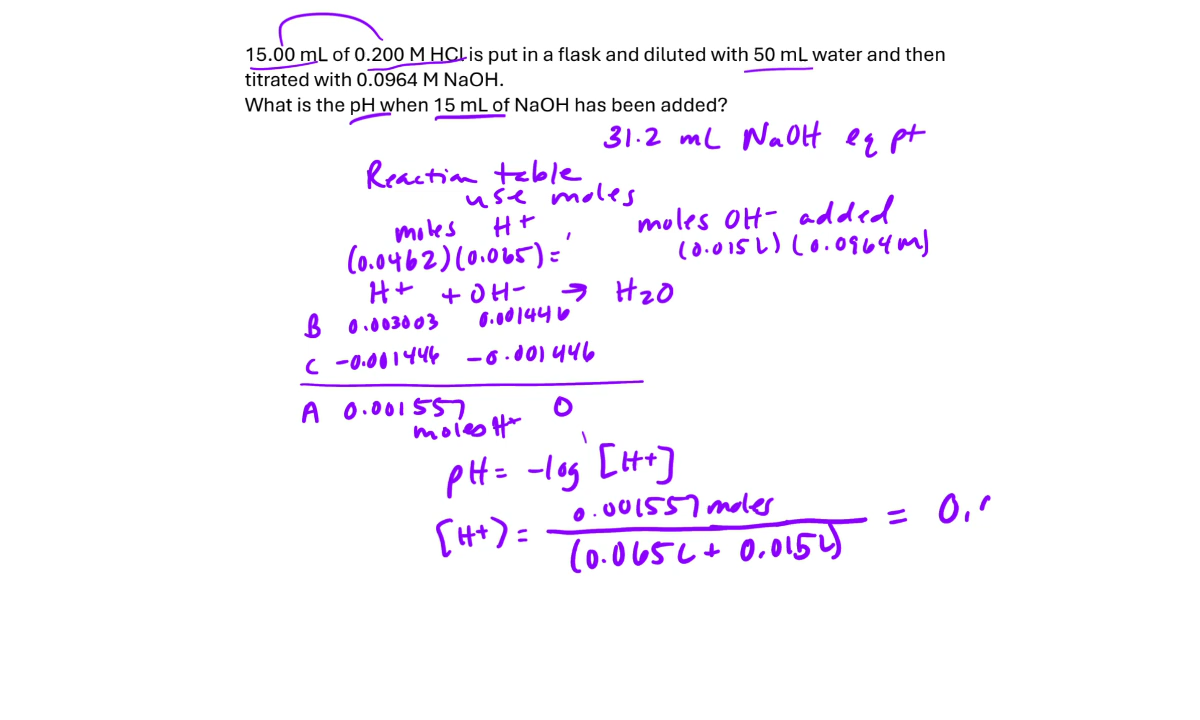 15.00 mL of 0.200 M HCl is put in a flask and diluted with 50 mL water and then
titrated with 0.0964 M NaOH.
What is the pH when 15 mL of NaOH has been added?
31.2 mL NaOH eq pt
Reaction table
use moles
moles H+ moles OH- added
(0.0462)(0.065)= (0.015L)(0.0964M)
H+ + OH- → H2O
B 0.003003 0.001446
C -0.001446 -0.001446
A 0.001557 0
moles H+
pH = -log [H+]
[H+] = 0.001557 moles / (0.065L + 0.015L) = 0.